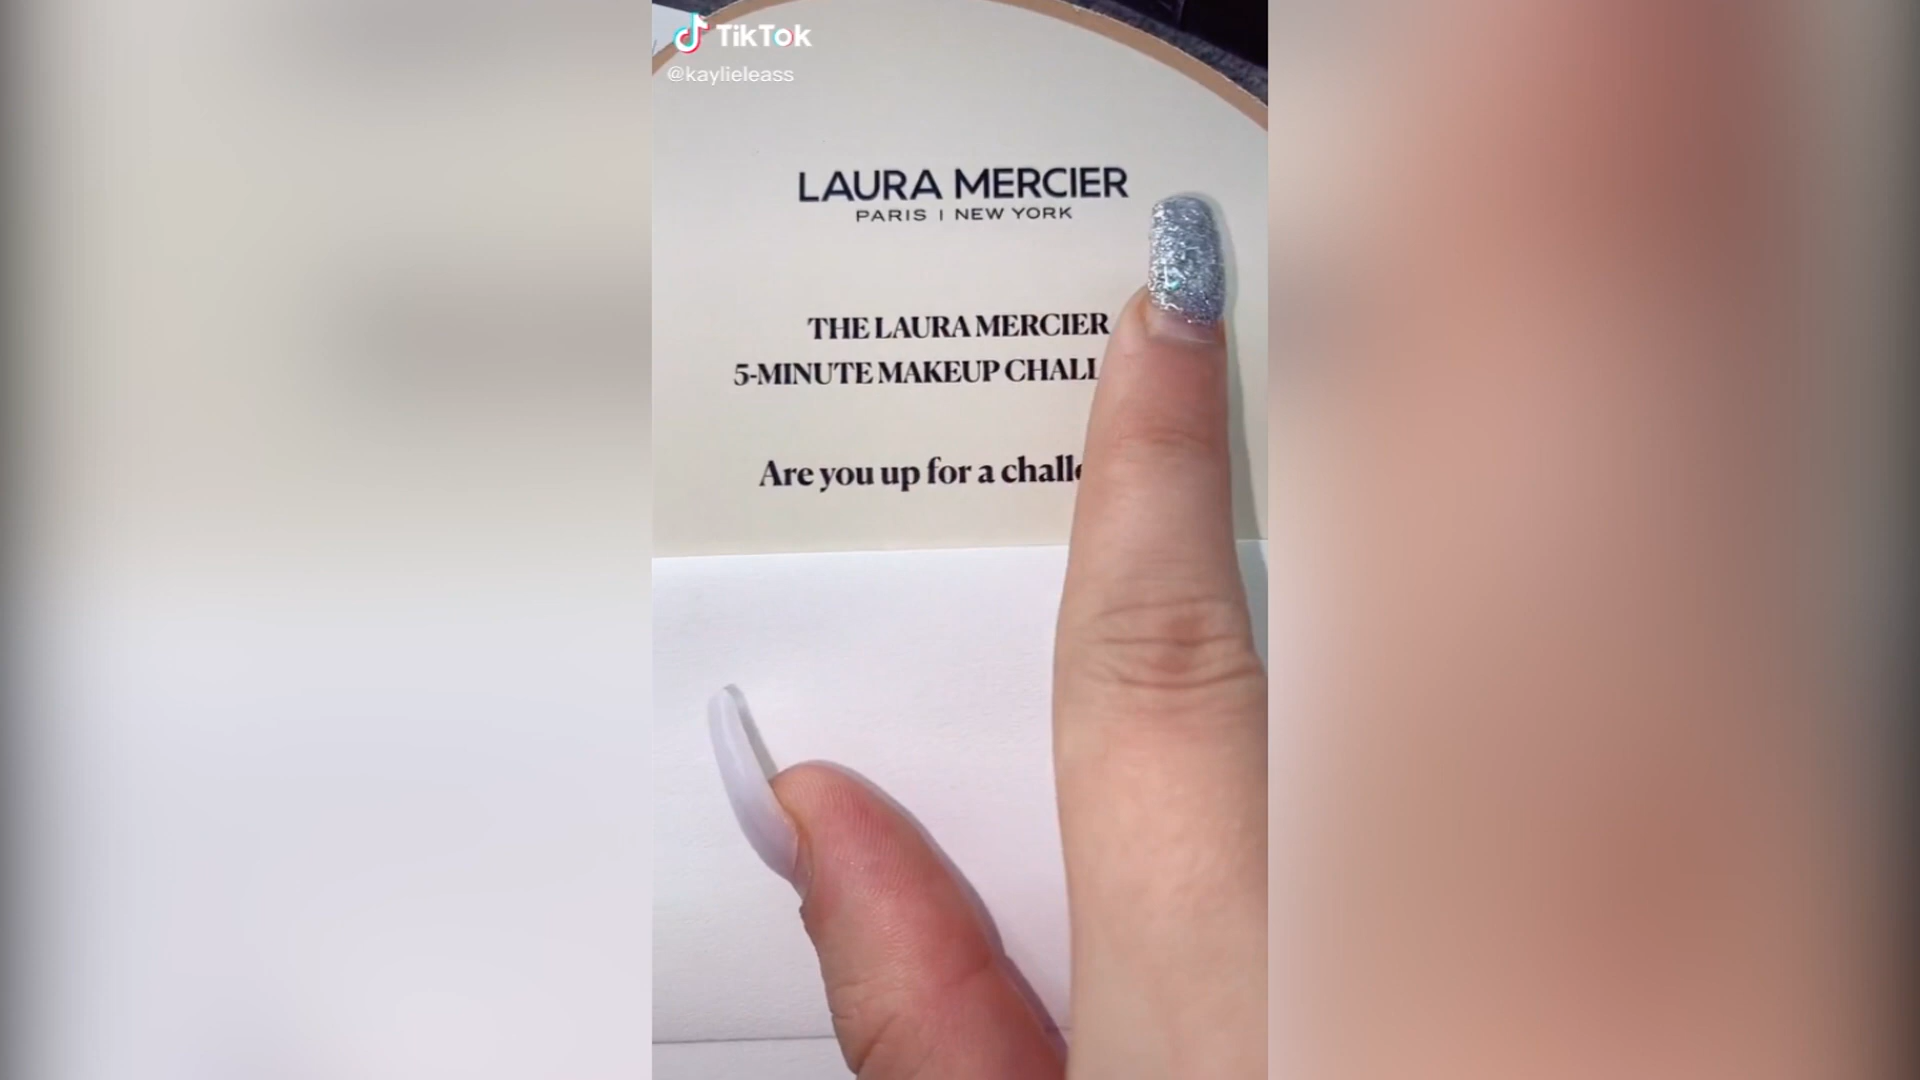 TikTok
@kaylieleass
LAURA MERCIER
PARIS | NEW YORK
THE LAURA MERCIER
5-MINUTE MAKEUP CHALL
Are you up for a challe